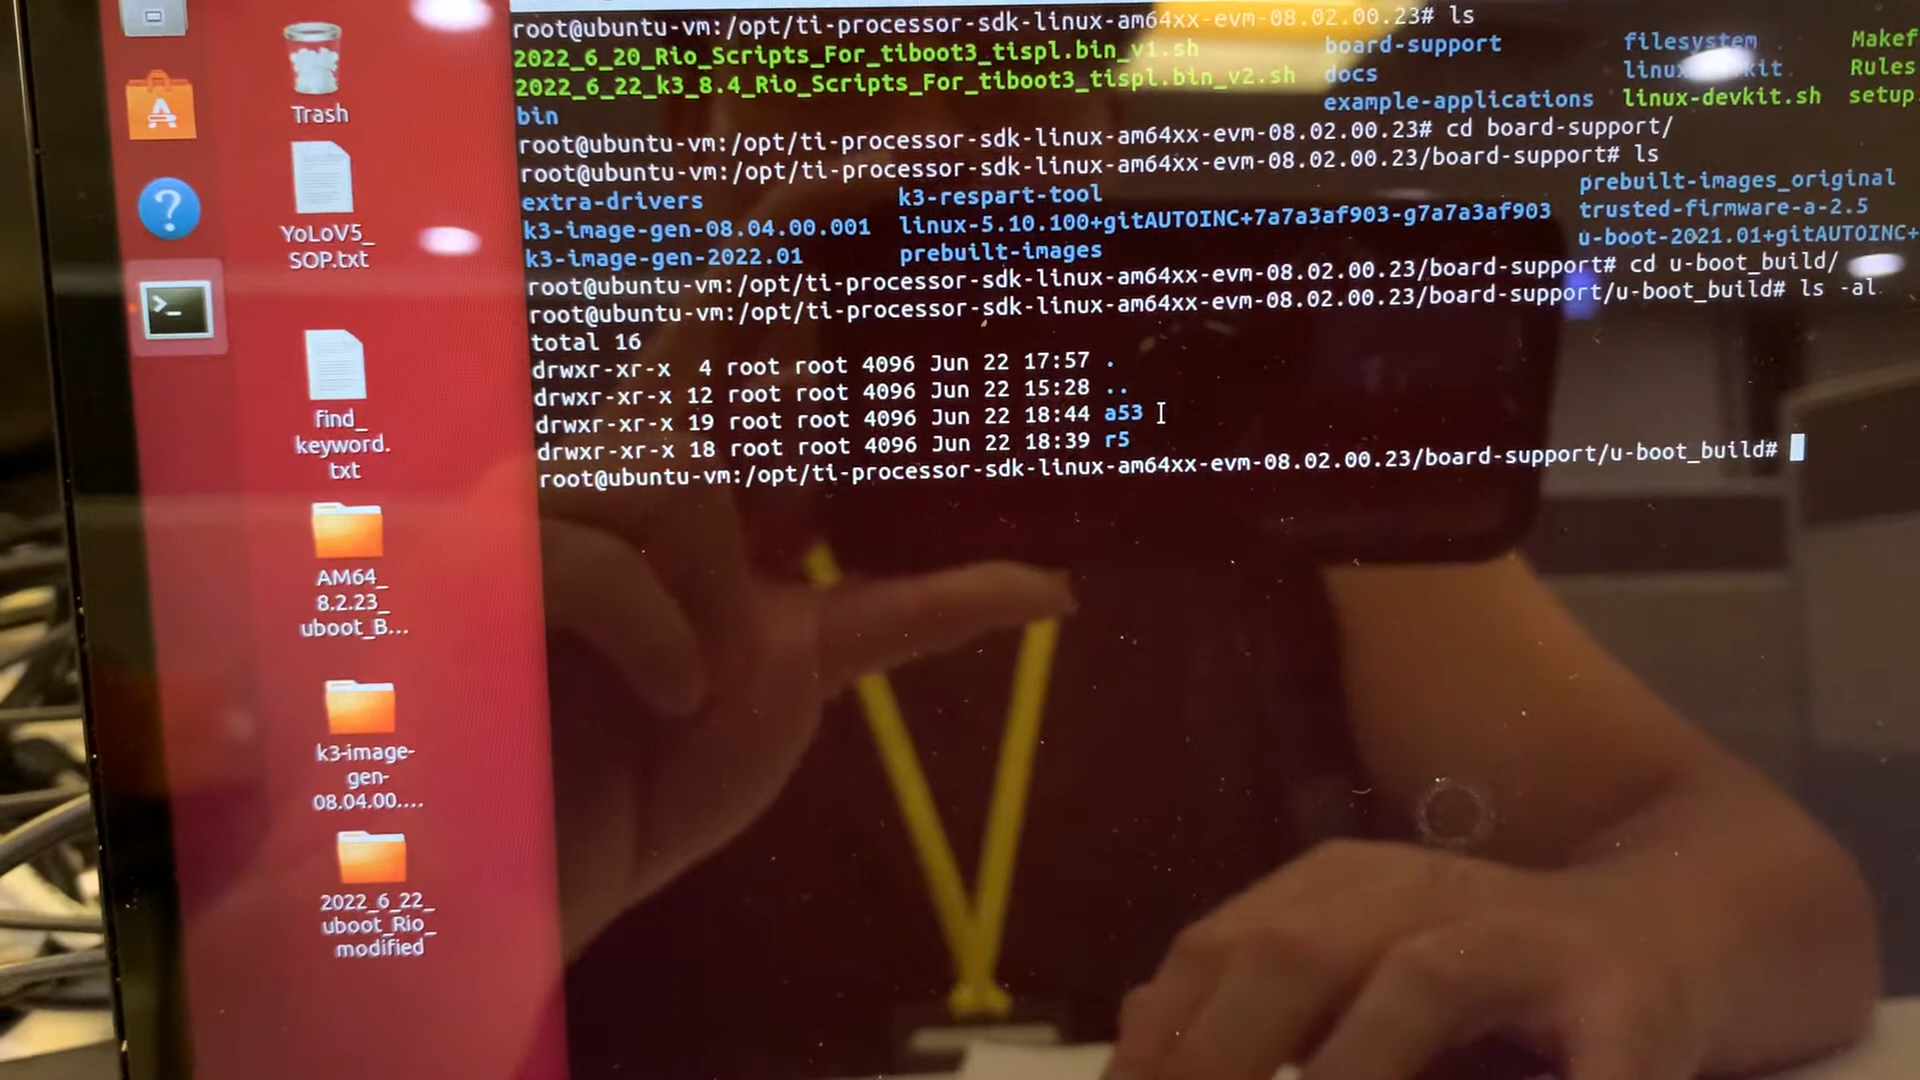 root@ubuntu-vm:/opt/ti-processor-sdk-linux-am64xx-evm-08.02.00.23# ls
2022_6_20_Rio_Scripts_For_tiboot3_tispl.bin_v1.sh board-support filesystem Makef
2022_6_22_k3_8.4_Rio_Scripts_For_tiboot3_tispl.bin_v2.sh docs Rules
bin example-applications linux-devkit.sh setup
root@ubuntu-vm:/opt/ti-processor-sdk-linux-am64xx-evm-08.02.00.23# cd board-support/
root@ubuntu-vm:/opt/ti-processor-sdk-linux-am64xx-evm-08.02.00.23/board-support# ls
extra-drivers k3-respart-tool prebuilt-images_original
k3-image-gen-08.04.00.001 linux-5.10.100+gitAUTOINC+7a7a3af903-g7a7a3af903 trusted-firmware-a-2.5
k3-image-gen-2022.01 prebuilt-images u-boot-2021.01+gitAUTOINC+
root@ubuntu-vm:/opt/ti-processor-sdk-linux-am64xx-evm-08.02.00.23/board-support# cd u-boot_build/
root@ubuntu-vm:/opt/ti-processor-sdk-linux-am64xx-evm-08.02.00.23/board-support/u-boot_build# ls -al
total 16
drwxr-xr-x 4 root root 4096 Jun 22 17:57 .
drwxr-xr-x 12 root root 4096 Jun 22 15:28 ..
drwxr-xr-x 19 root root 4096 Jun 22 18:44 a53
drwxr-xr-x 18 root root 4096 Jun 22 18:39 r5
root@ubuntu-vm:/opt/ti-processor-sdk-linux-am64xx-evm-08.02.00.23/board-support/u-boot_build#
Trash
YoLoV5_
SOP.txt
find_
keyword.
txt
AM64_
8.2.23_
uboot_B...
k3-image-
gen-
08.04.00....
2022_6_22_
uboot_Rio_
modified